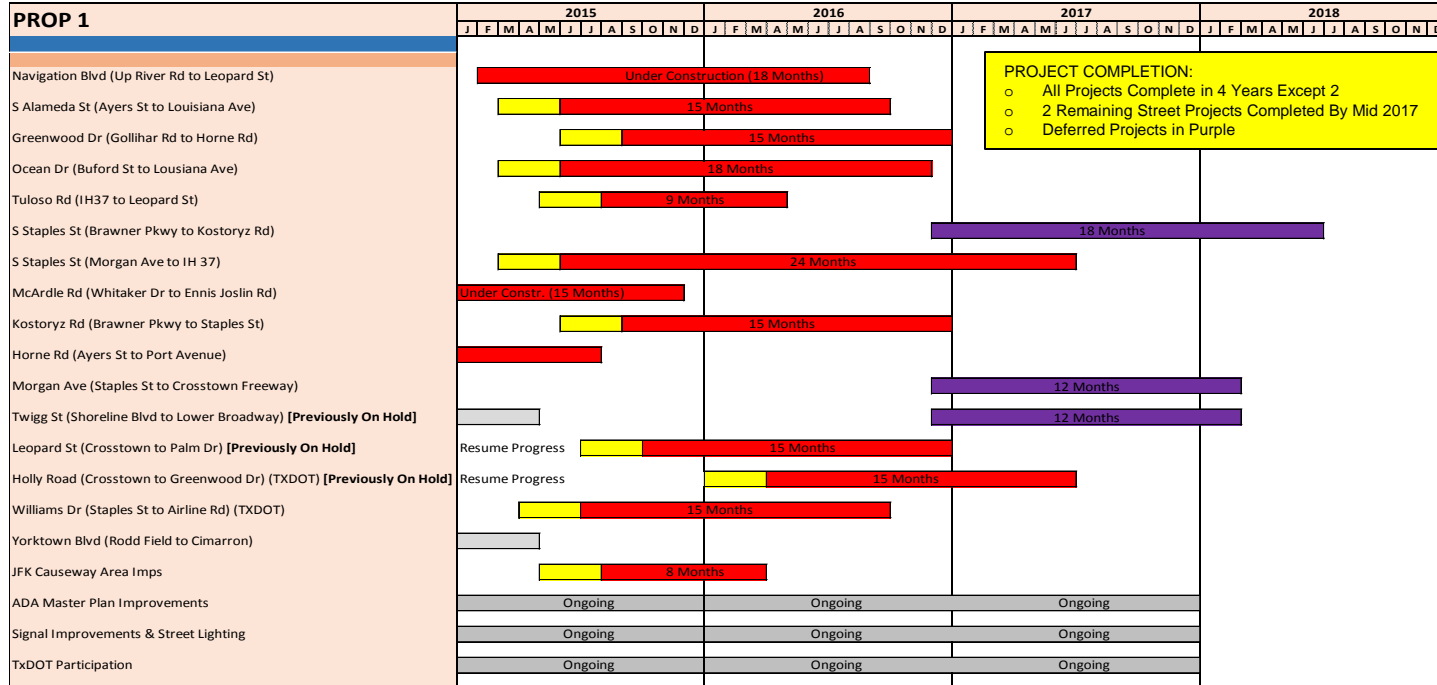 PROP 1
2015 2016 2017 2018
J F M A M J J A S O N D J F M A M J J A S O N D J F M A M J J A S O N D J F M A M J J A S O N D
PROJECT COMPLETION:
o All Projects Complete in 4 Years Except 2
o 2 Remaining Street Projects Completed By Mid 2017
o Deferred Projects in Purple
Navigation Blvd (Up River Rd to Leopard St) Under Construction (18 Months)
S Alameda St (Ayers St to Louisiana Ave) 15 Months
Greenwood Dr (Gollihar Rd to Horne Rd) 15 Months
Ocean Dr (Buford St to Lousiana Ave) 18 Months
Tuloso Rd (IH37 to Leopard St) 9 Months
S Staples St (Brawner Pkwy to Kostoryz Rd) 18 Months
S Staples St (Morgan Ave to IH 37) 24 Months
McArdle Rd (Whitaker Dr to Ennis Joslin Rd) Under Constr. (15 Months)
Kostoryz Rd (Brawner Pkwy to Staples St) 15 Months
Horne Rd (Ayers St to Port Avenue)
Morgan Ave (Staples St to Crosstown Freeway) 12 Months
Twigg St (Shoreline Blvd to Lower Broadway) [Previously On Hold] 12 Months
Leopard St (Crosstown to Palm Dr) [Previously On Hold] Resume Progress 15 Months
Holly Road (Crosstown to Greenwood Dr) (TXDOT) [Previously On Hold] Resume Progress 15 Months
Williams Dr (Staples St to Airline Rd) (TXDOT) 15 Months
Yorktown Blvd (Rodd Field to Cimarron)
JFK Causeway Area Imps 8 Months
ADA Master Plan Improvements Ongoing Ongoing Ongoing
Signal Improvements & Street Lighting Ongoing Ongoing Ongoing
TxDOT Participation Ongoing Ongoing Ongoing